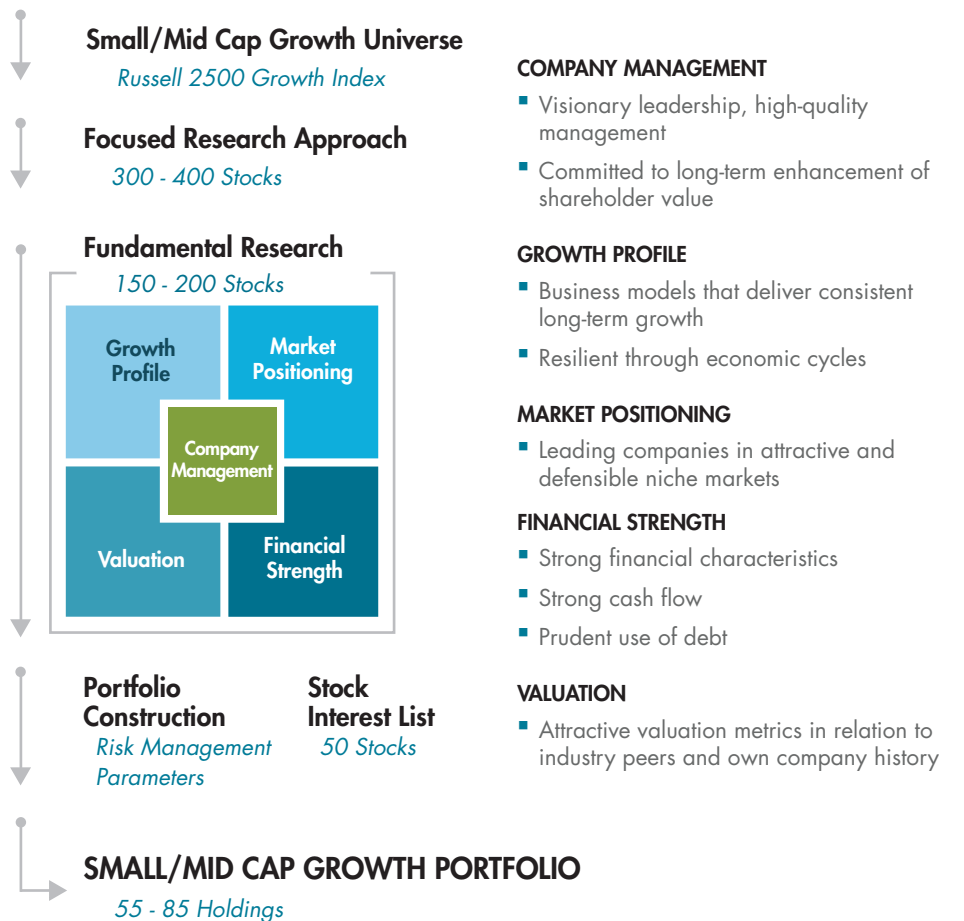 Small/Mid Cap Growth Universe
Russell 2500 Growth Index
Focused Research Approach
300 - 400 Stocks
Fundamental Research
150 - 200 Stocks
Growth
Profile
Market
Positioning
Company
Management
Valuation
Financial
Strength
Portfolio
Construction
Risk Management
Parameters
Stock
Interest List
50 Stocks
SMALL/MID CAP GROWTH PORTFOLIO
55 - 85 Holdings
COMPANY MANAGEMENT
▪ Visionary leadership, high-quality
management
▪ Committed to long-term enhancement of
shareholder value
GROWTH PROFILE
▪ Business models that deliver consistent
long-term growth
▪ Resilient through economic cycles
MARKET POSITIONING
▪ Leading companies in attractive and
defensible niche markets
FINANCIAL STRENGTH
▪ Strong financial characteristics
▪ Strong cash flow
▪ Prudent use of debt
VALUATION
▪ Attractive valuation metrics in relation to
industry peers and own company history